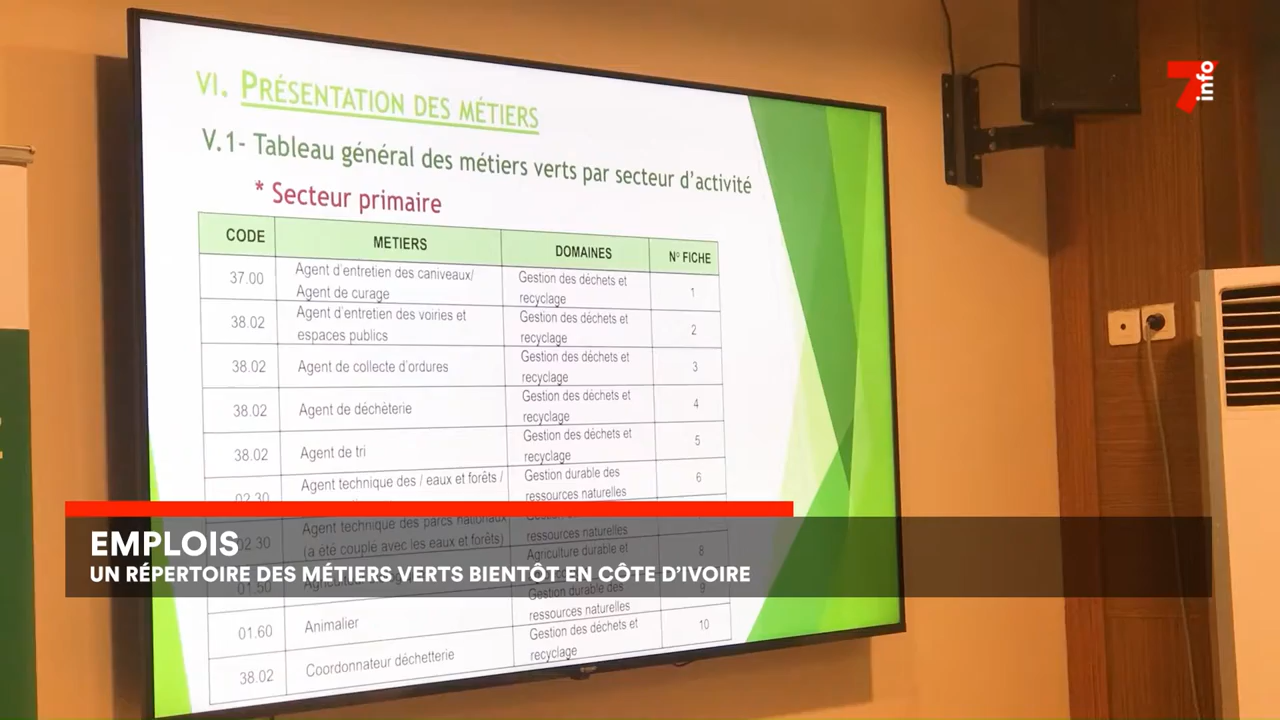 7
info
VI. PRÉSENTATION DES MÉTIERS
V.1- Tableau général des métiers verts par secteur d'activité
* Secteur primaire
CODE METIERS DOMAINES N° FICHE
37.00 Agent d'entretien des caniveaux/ Agent de curage Gestion des déchets et recyclage 1
38.02 Agent d'entretien des voiries et espaces publics Gestion des déchets et recyclage 2
38.02 Agent de collecte d'ordures Gestion des déchets et recyclage 3
38.02 Agent de déchèterie Gestion des déchets et recyclage 4
38.02 Agent de tri Gestion des déchets et recyclage 5
02.30 Agent technique des / eaux et forêts / Gestion durable des ressources naturelles 6
02.30 Agent technique des parcs nationaux (a été couplé avec les eaux et forêts) ressources naturelles
01.50 Agriculture durable et 8
01.60 Animalier Gestion durable des ressources naturelles 9
38.02 Coordonnateur déchetterie Gestion des déchets et recyclage 10
EMPLOIS
UN RÉPERTOIRE DES MÉTIERS VERTS BIENTÔT EN CÔTE D'IVOIRE